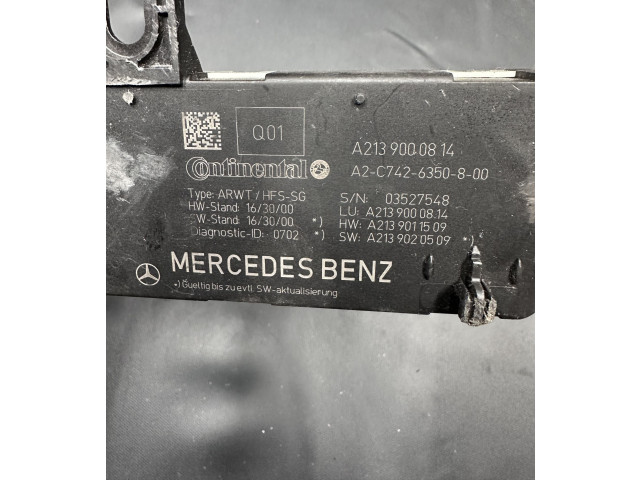 Q01
A213 900 08 14
Continental
A2-C742-6350-8-00
Type: ARWT / HFS-SG
S/N: 03527548
HW-Stand: 16/30/00
LU: A213 900 08 14
SW-Stand: 16/30/00 *)
HW: A213 901 15 09
Diagnostic-ID: 0702 *)
SW: A213 902 05 09 *)
MERCEDES BENZ
*) Gueltig bis zu evtl. SW-aktualisierung